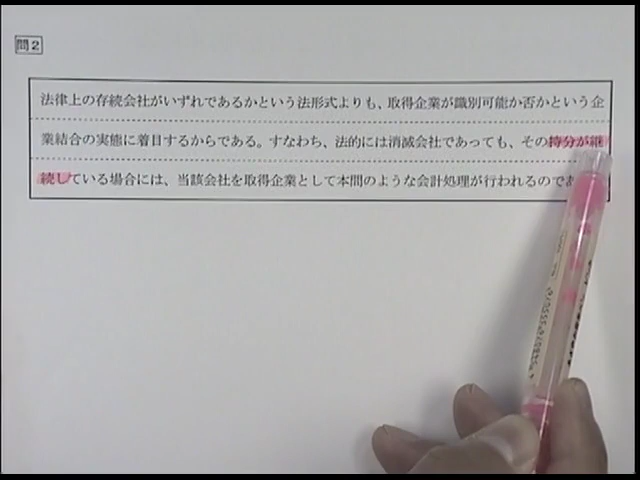 問2
法律上の存続会社がいずれであるかという法形式よりも、取得企業が識別可能か否かという企
業結合の実態に着目するからである。すなわち、法的には消滅会社であっても、その持分が継
続している場合には、当該会社を取得企業として本問のような会計処理が行われるのであ